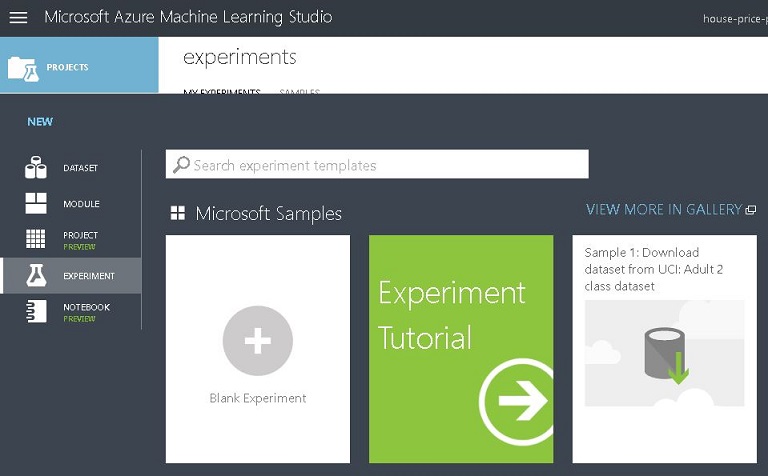 Microsoft Azure Machine Learning Studio
house-price-p
PROJECTS
experiments
MY EXPERIMENTS SAMPLES
NEW
DATASET
MODULE
PROJECT
PREVIEW
EXPERIMENT
NOTEBOOK
PREVIEW
Search experiment templates
Microsoft Samples
VIEW MORE IN GALLERY
Blank Experiment
Experiment
Tutorial
Sample 1: Download
dataset from UCI: Adult 2
class dataset